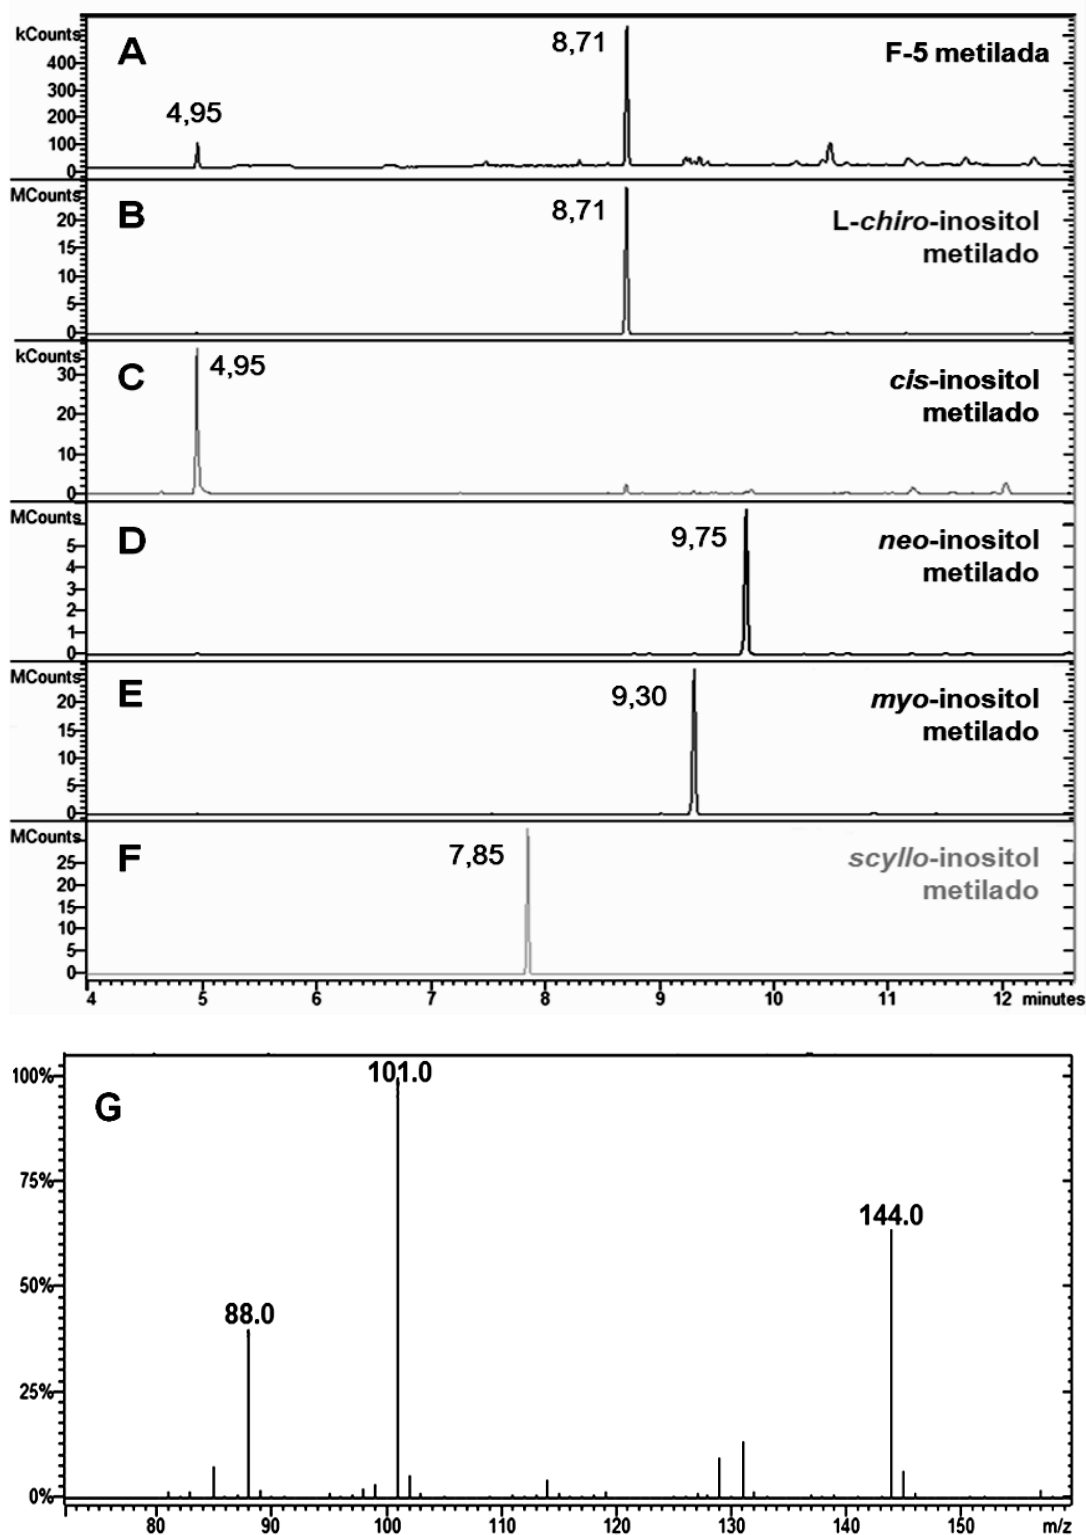 kCounts
A
8,71
F-5 metilada
4,95
400
300
200
100
0
MCounts
B
8,71
L-chiro-inositol
metilado
20
15
10
5
0
kCounts
C
4,95
cis-inositol
metilado
30
20
10
0
MCounts
D
9,75
neo-inositol
metilado
5
4
3
2
1
0
MCounts
E
9,30
myo-inositol
metilado
20
15
10
5
0
MCounts
F
7,85
scyllo-inositol
metilado
25
20
15
10
5
0
4 5 6 7 8 9 10 11 12 minutes
100%
101.0
G
75%
144.0
50%
88.0
25%
0%
80 90 100 110 120 130 140 150 m/z